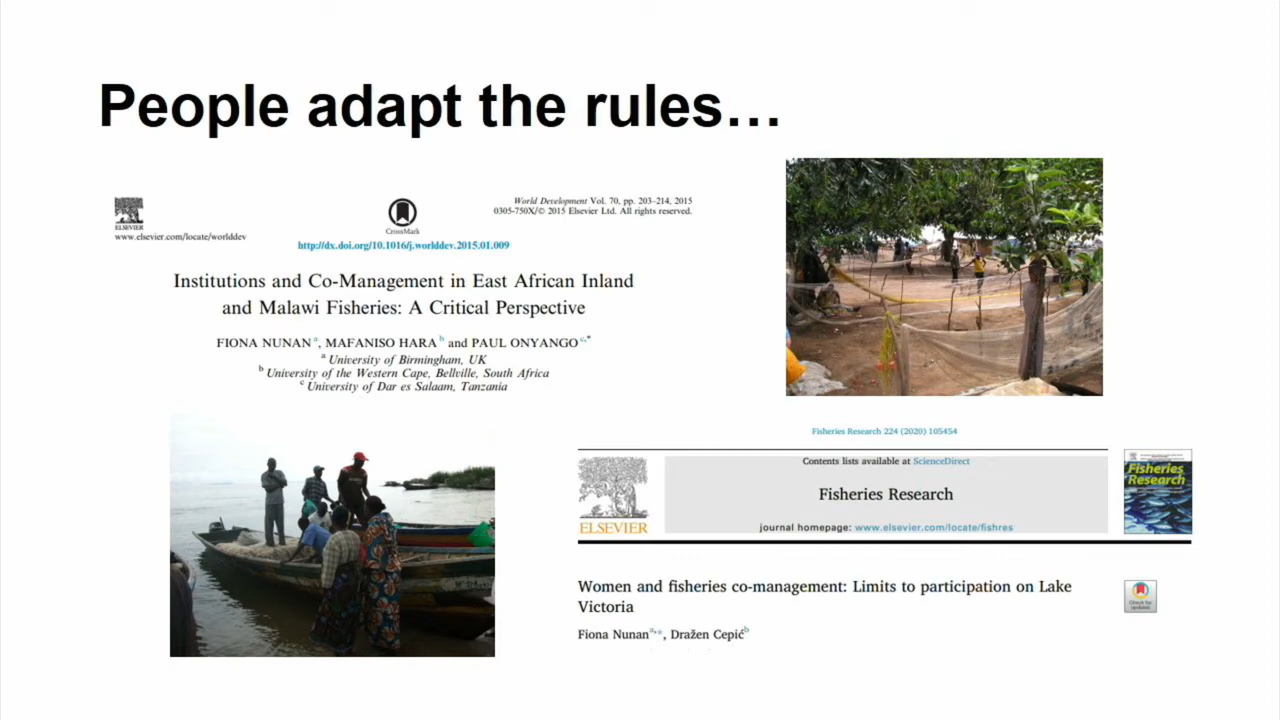 People adapt the rules…
World Development Vol. 70, pp. 203–214, 2015
0305-750X/© 2015 Elsevier Ltd. All rights reserved.
ELSEVIER
www.elsevier.com/locate/worlddev
CrossMark
http://dx.doi.org/10.1016/j.worlddev.2015.01.009
Institutions and Co-Management in East African Inland
and Malawi Fisheries: A Critical Perspective
FIONA NUNAN a, MAFANISO HARA b and PAUL ONYANGO c,*
a University of Birmingham, UK
b University of the Western Cape, Bellville, South Africa
c University of Dar es Salaam, Tanzania
Fisheries Research 224 (2020) 105454
Contents lists available at ScienceDirect
Fisheries Research
journal homepage: www.elsevier.com/locate/fishres
ELSEVIER
Fisheries
Research
Women and fisheries co-management: Limits to participation on Lake
Victoria
Check for
updates
Fiona Nunan a,*, Dražen Cepić b